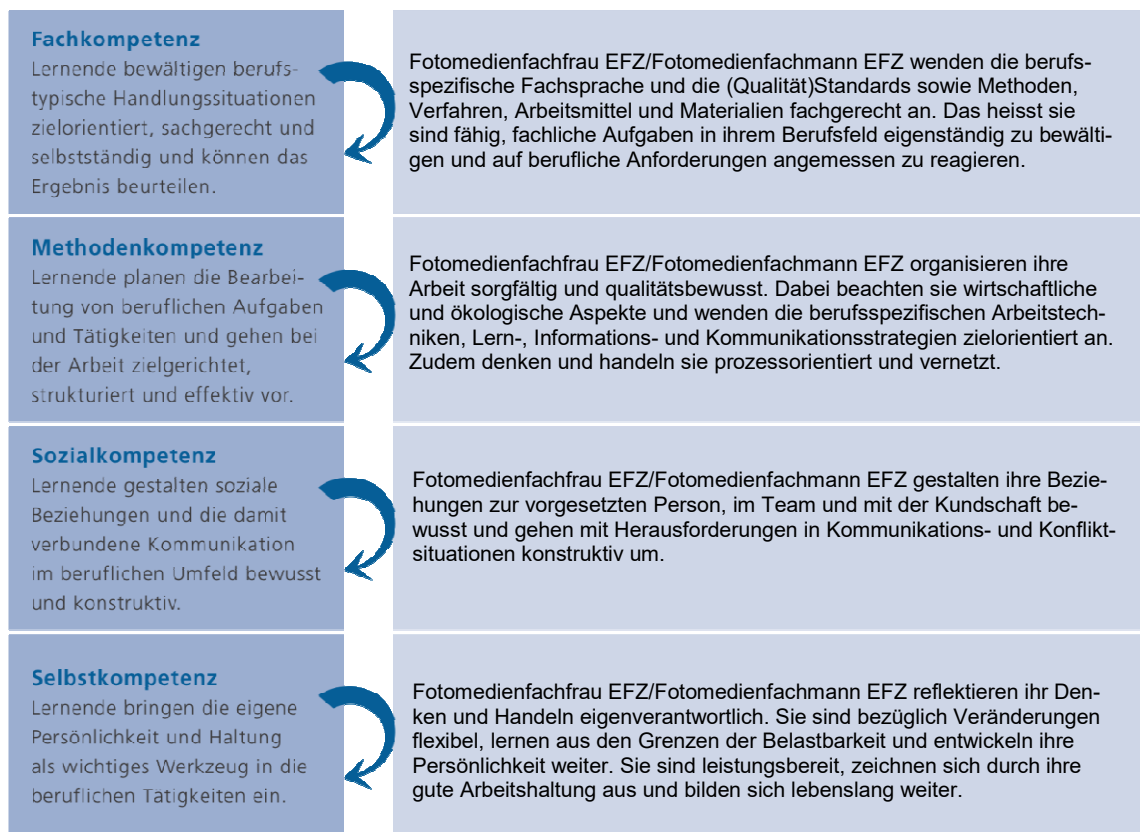 Fachkompetenz
Lernende bewältigen berufs-
typische Handlungssituationen
zielorientiert, sachgerecht und
selbstständig und können das
Ergebnis beurteilen.
Fotomedienfachfrau EFZ/Fotomedienfachmann EFZ wenden die berufs-
spezifische Fachsprache und die (Qualität)Standards sowie Methoden,
Verfahren, Arbeitsmittel und Materialien fachgerecht an. Das heisst sie
sind fähig, fachliche Aufgaben in ihrem Berufsfeld eigenständig zu bewälti-
gen und auf berufliche Anforderungen angemessen zu reagieren.
Methodenkompetenz
Lernende planen die Bearbei-
tung von beruflichen Aufgaben
und Tätigkeiten und gehen bei
der Arbeit zielgerichtet,
strukturiert und effektiv vor.
Fotomedienfachfrau EFZ/Fotomedienfachmann EFZ organisieren ihre
Arbeit sorgfältig und qualitätsbewusst. Dabei beachten sie wirtschaftliche
und ökologische Aspekte und wenden die berufsspezifischen Arbeitstech-
niken, Lern-, Informations- und Kommunikationsstrategien zielorientiert an.
Zudem denken und handeln sie prozessorientiert und vernetzt.
Sozialkompetenz
Lernende gestalten soziale
Beziehungen und die damit
verbundene Kommunikation
im beruflichen Umfeld bewusst
und konstruktiv.
Fotomedienfachfrau EFZ/Fotomedienfachmann EFZ gestalten ihre Bezie-
hungen zur vorgesetzten Person, im Team und mit der Kundschaft be-
wusst und gehen mit Herausforderungen in Kommunikations- und Konflikt-
situationen konstruktiv um.
Selbstkompetenz
Lernende bringen die eigene
Persönlichkeit und Haltung
als wichtiges Werkzeug in die
beruflichen Tätigkeiten ein.
Fotomedienfachfrau EFZ/Fotomedienfachmann EFZ reflektieren ihr Den-
ken und Handeln eigenverantwortlich. Sie sind bezüglich Veränderungen
flexibel, lernen aus den Grenzen der Belastbarkeit und entwickeln ihre
Persönlichkeit weiter. Sie sind leistungsbereit, zeichnen sich durch ihre
gute Arbeitshaltung aus und bilden sich lebenslang weiter.